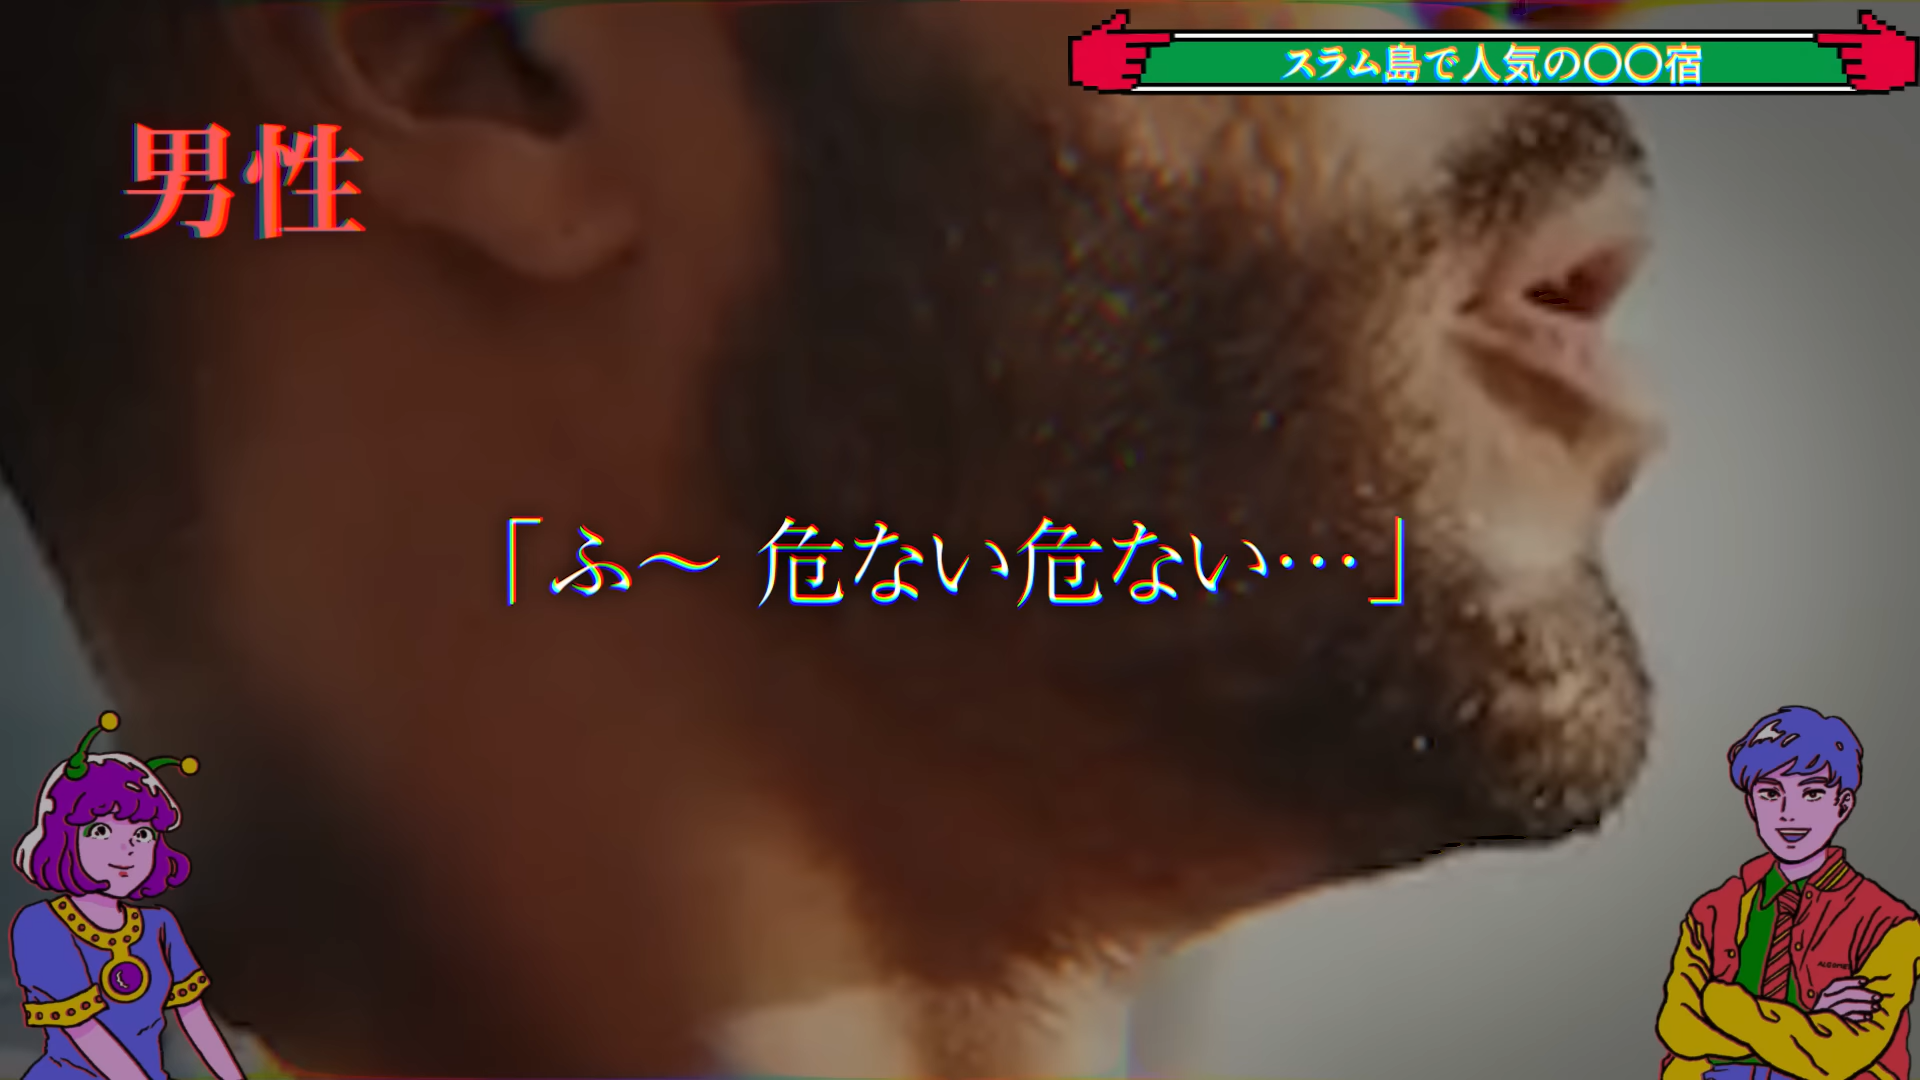 スラム島で人気の〇〇宿
男性
「ふ～ 危ない危ない…」